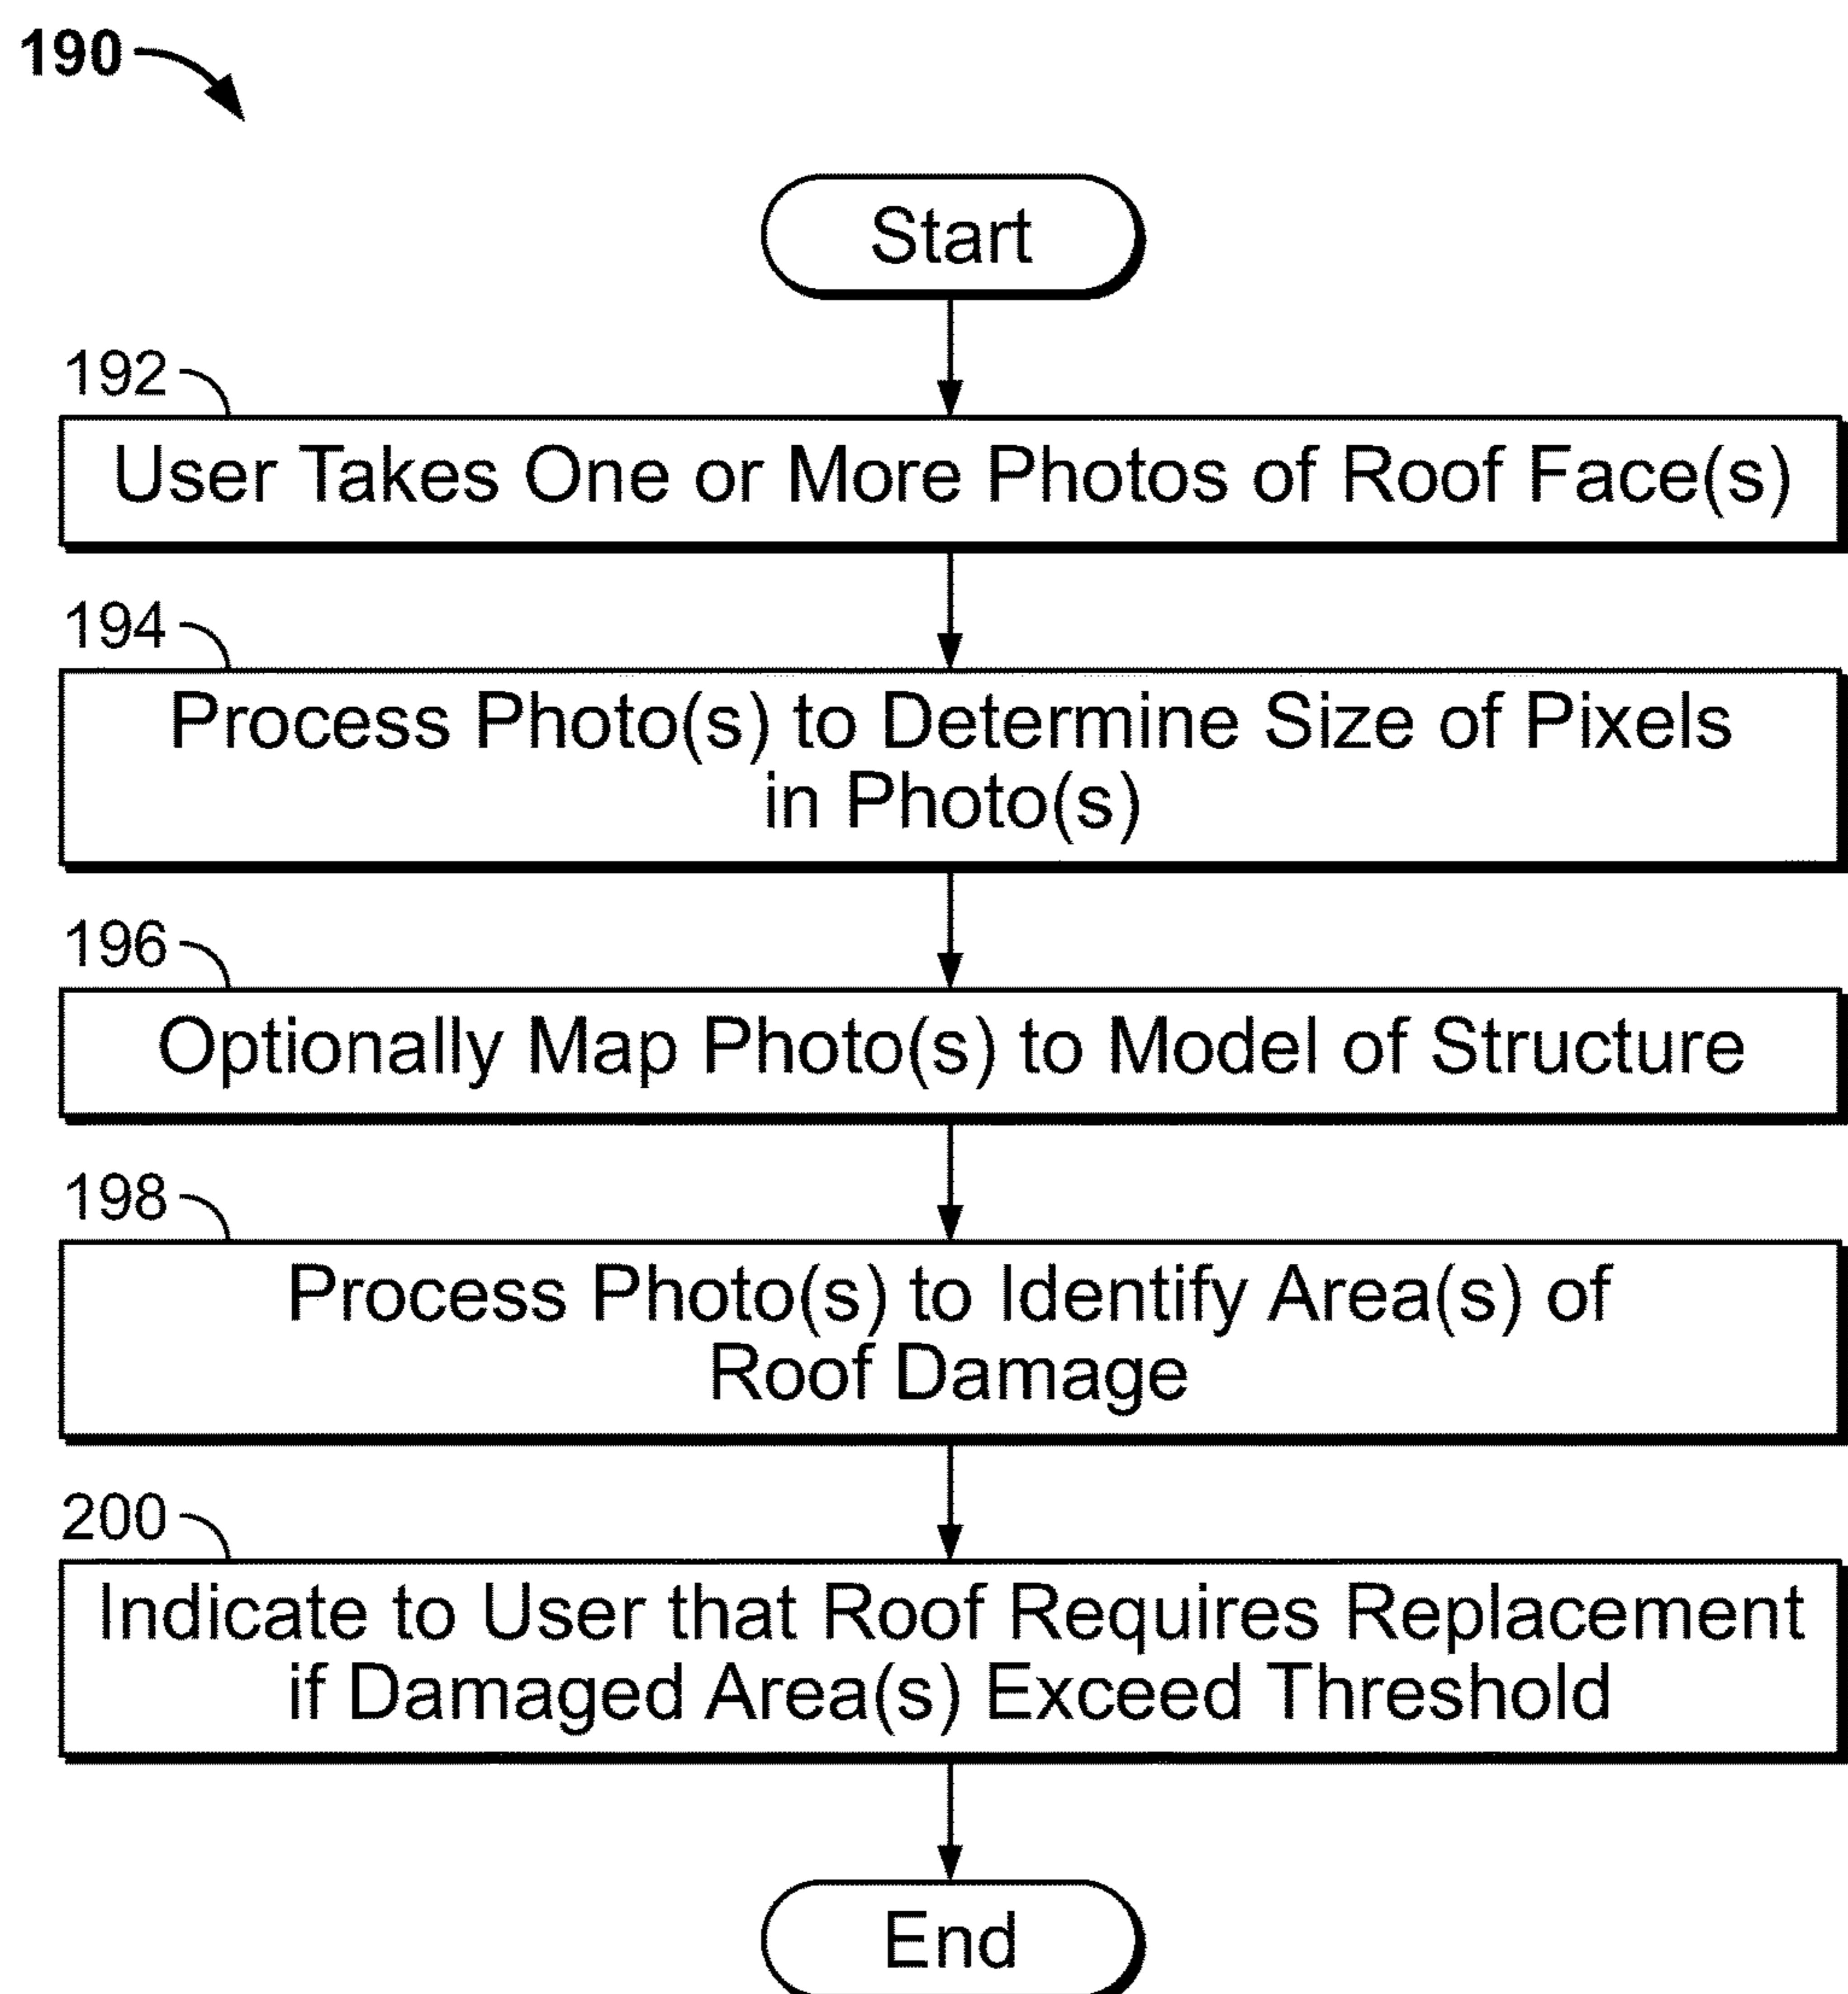 190
Start
192
User Takes One or More Photos of Roof Face(s)
194
Process Photo(s) to Determine Size of Pixels
in Photo(s)
196
Optionally Map Photo(s) to Model of Structure
198
Process Photo(s) to Identify Area(s) of
Roof Damage
200
Indicate to User that Roof Requires Replacement
if Damaged Area(s) Exceed Threshold
End